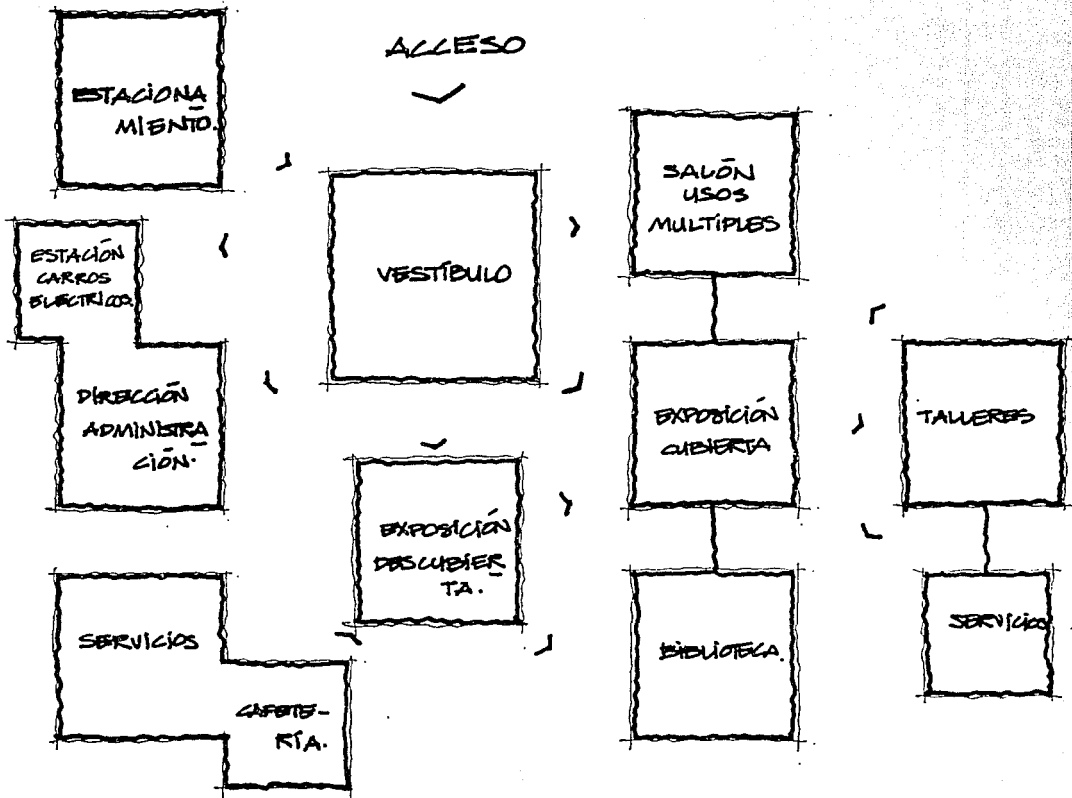 ACCESO
ESTACIONA
MIENTO.
ESTACIÓN
CARROS
ELECTRICOS.
DIRECCIÓN
ADMINISTRA
CIÓN.
SERVICIOS
CAFETE-
RÍA.
VESTÍBULO
EXPOSICIÓN
DESCUBIER
TA.
SALÓN
USOS
MULTIPLES
EXPOSICIÓN
CUBIERTA
BIBLIOTECA.
TALLERES
SERVICIOS